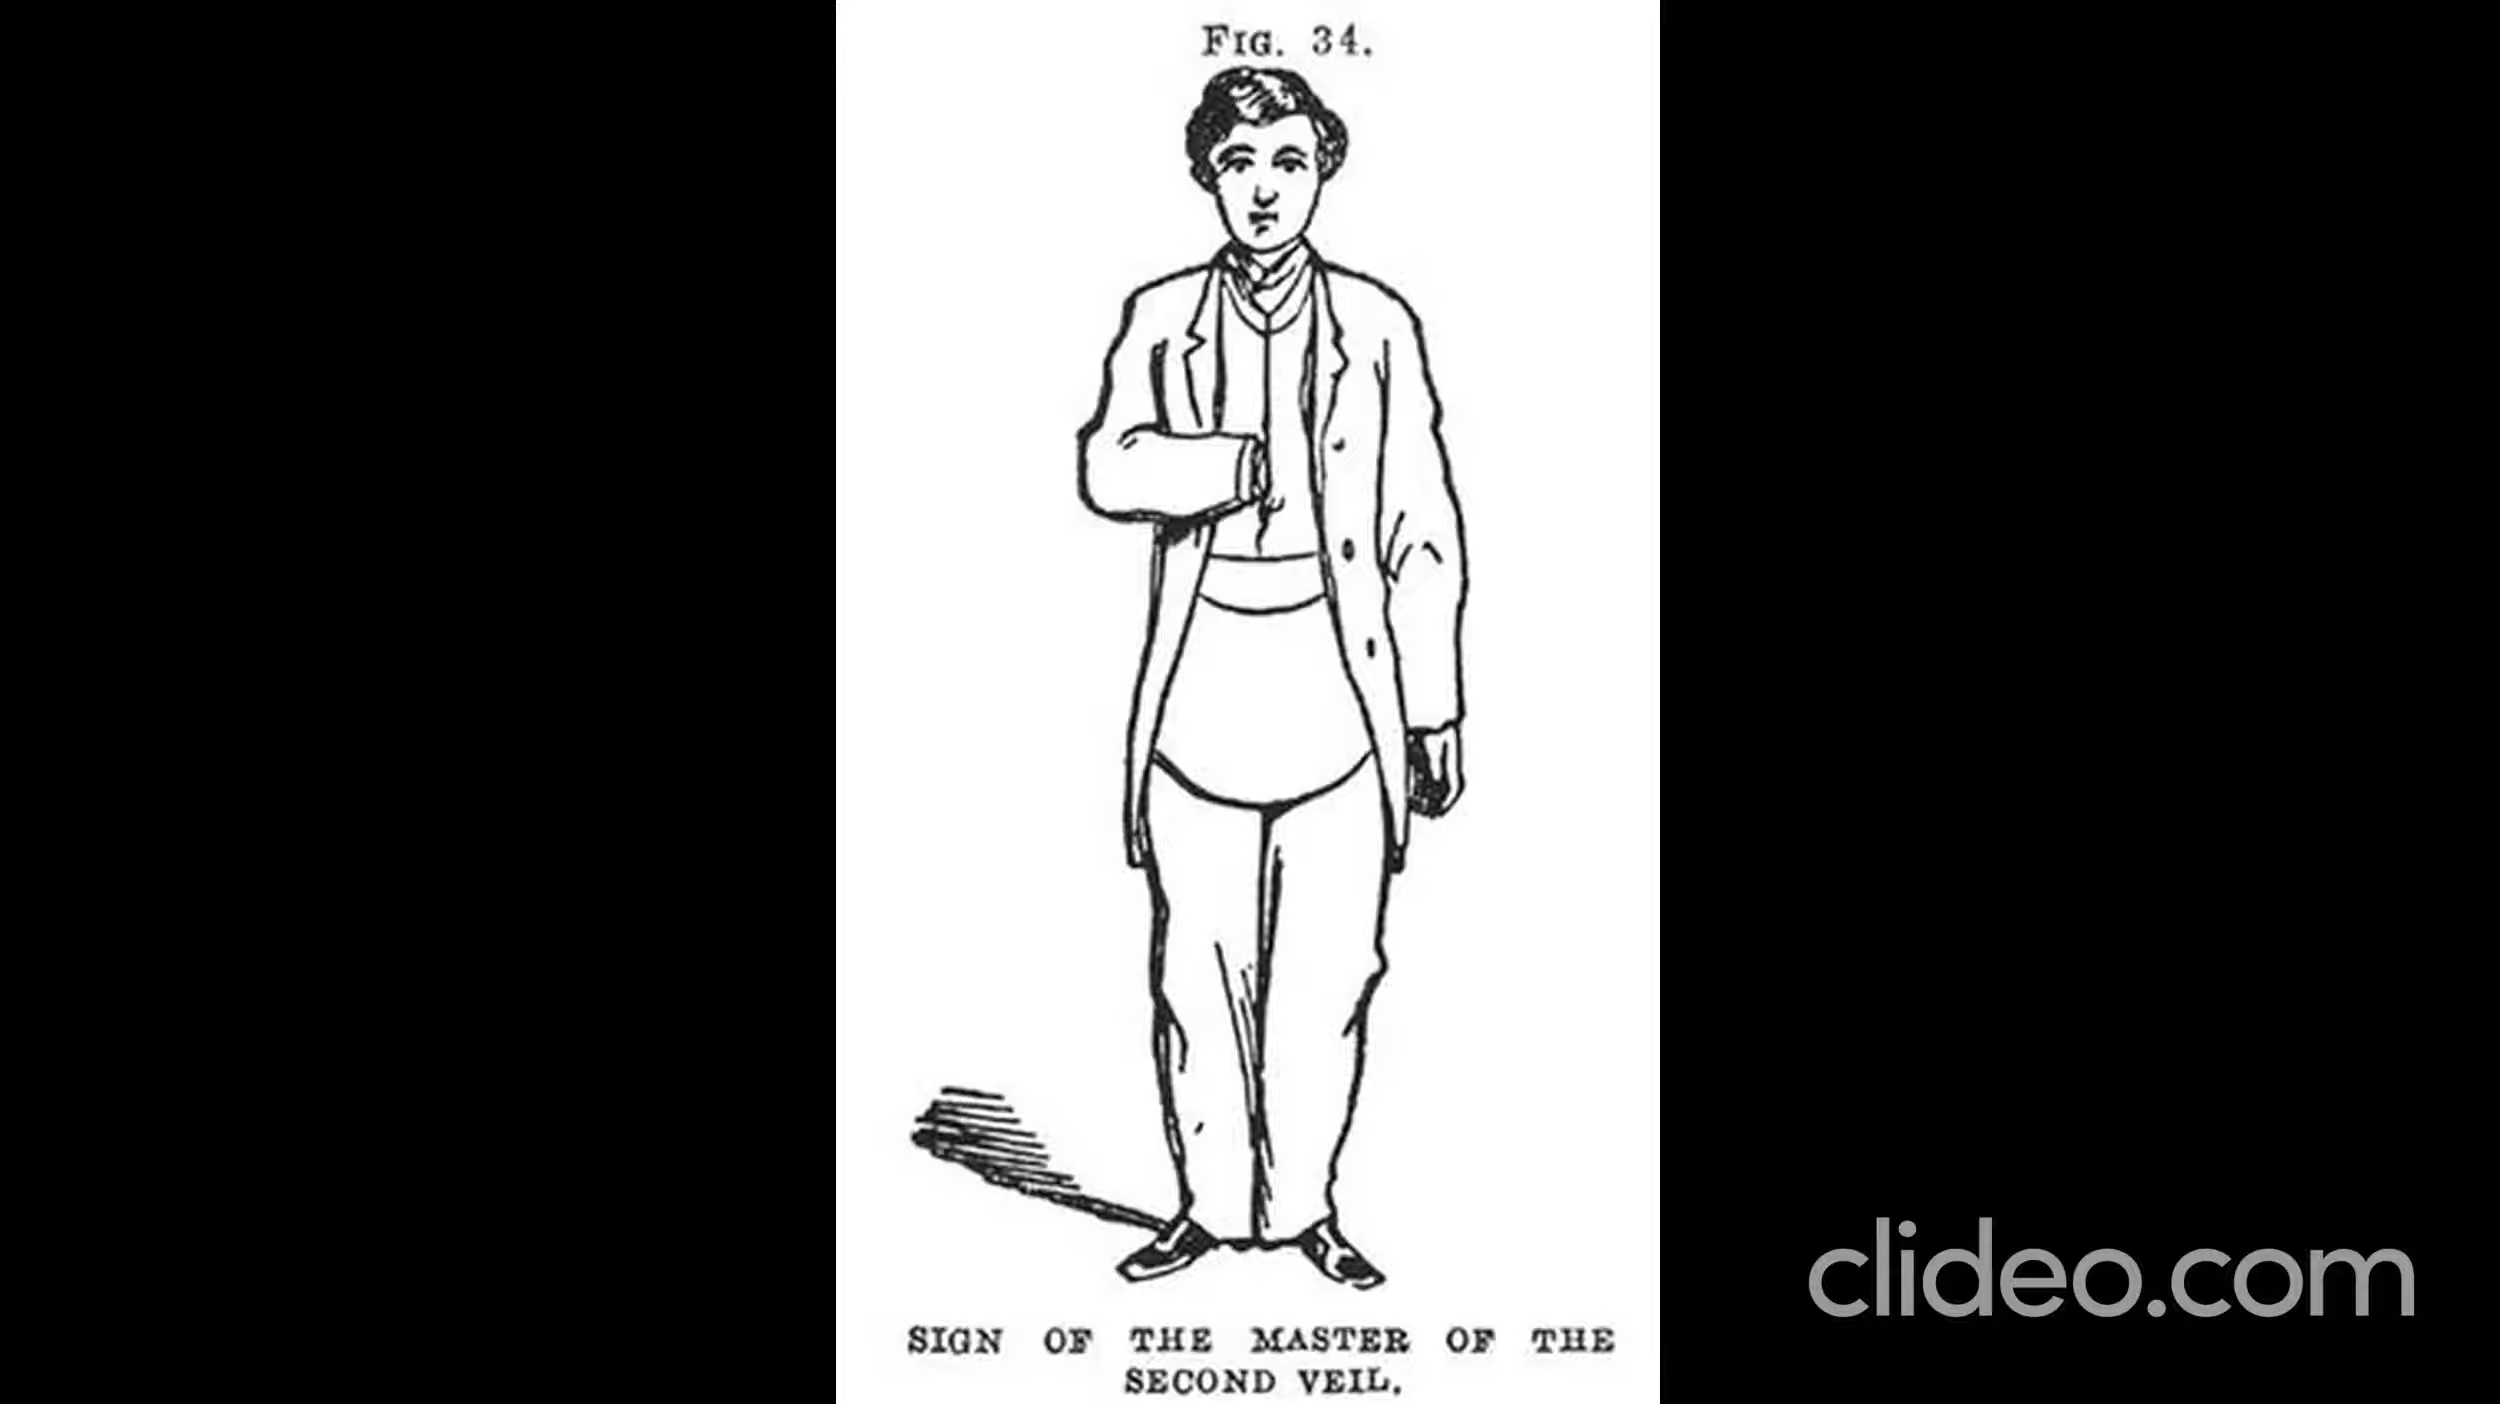 FIG. 34.
SIGN OF THE MASTER OF THE
SECOND VEIL.
clideo.com